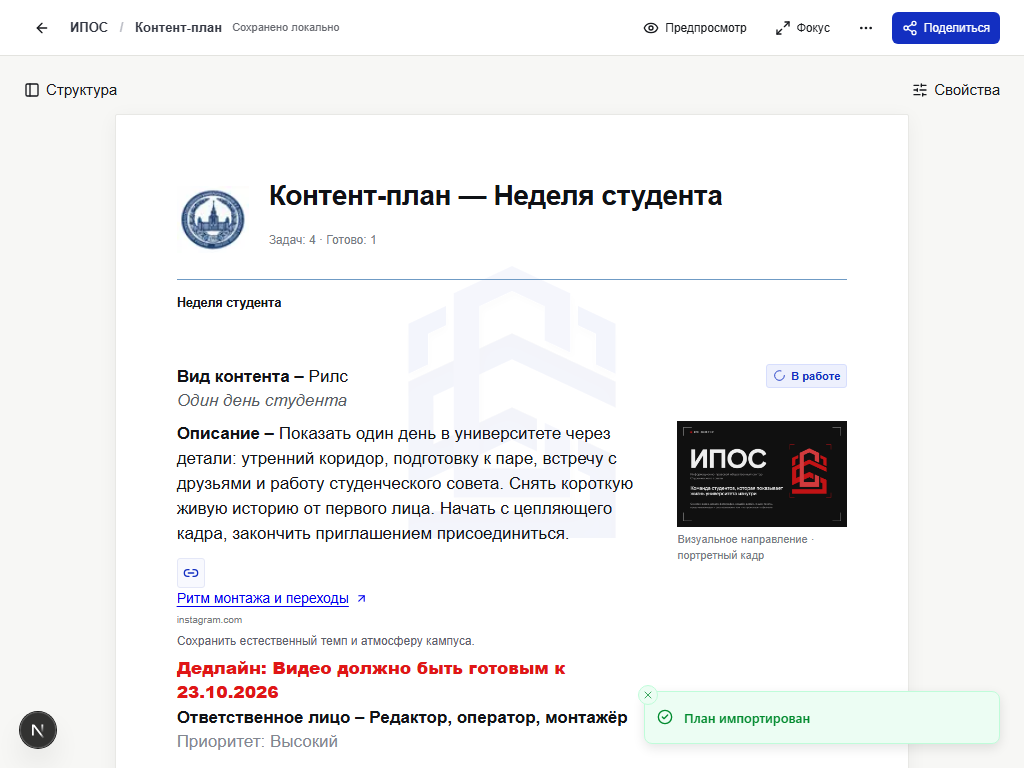 ИПОС / Контент-план Сохранено локально
Предпросмотр Фокус Поделиться
Структура Свойства
Контент-план — Неделя студента
Задач: 4 · Готово: 1
Неделя студента
Вид контента – Рилс
В работе
Один день студента
Описание – Показать один день в университете через
детали: утренний коридор, подготовку к паре, встречу с
друзьями и работу студенческого совета. Снять короткую
живую историю от первого лица. Начать с цепляющего
кадра, закончить приглашением присоединиться.
ИПОС
Команда студентов, которая показывает
жизнь университета изнутри
Визуальное направление ·
портретный кадр
Ритм монтажа и переходы
instagram.com
Сохранить естественный темп и атмосферу кампуса.
Дедлайн: Видео должно быть готовым к
23.10.2026
Ответственное лицо – Редактор, оператор, монтажёр
Приоритет: Высокий
План импортирован
N